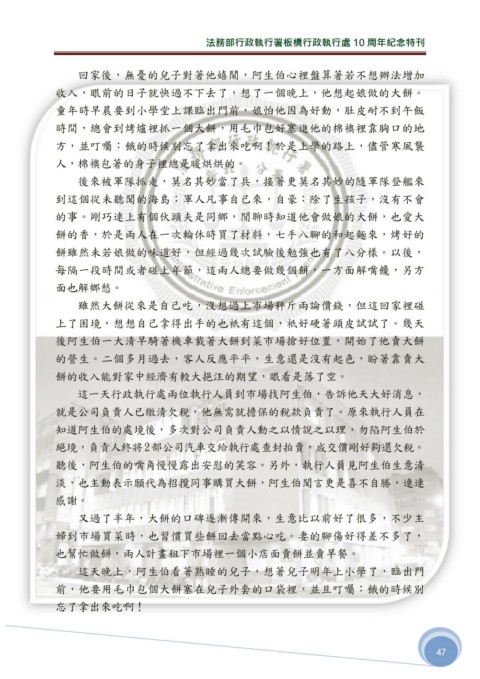 法務部行政執行署板橋行政執行處 10 周年紀念特刊
回家後，無憂的兒子對著他嬉鬧，阿生伯心裡盤算著若不想辦法增加
收入，眼前的日子就快過不下去了，想了一個晚上，他想起娘做的大餅。
童年時早晨要到小學堂上課臨出門前，娘怕他因為好動，肚皮耐不到午飯
時間，總會到烤爐裡抓一個大餅，用毛巾包好塞進他的棉襖裡靠胸口的地
方，並叮囑：餓的時候別忘了拿出來吃啊！於是上學的路上，儘管寒風襲
人，棉襖包著的身子裡總是暖烘烘的。
後來被軍隊抓走，莫名其妙當了兵，接著更莫名其妙的隨軍隊登艦來
到這個從未聽聞的海島；軍人凡事自己來，自豪：除了生孩子，沒有不會
的事。剛巧連上有個伙頭夫是同鄉，閒聊時知道他會做娘的大餅，也愛大
餅的香，於是兩人在一次輪休時買了材料，七手八腳的和起麵來，烤好的
餅雖然未若娘做的味道好，但經過幾次試驗後勉強也有了八分樣。以後，
每隔一段時間或者碰上年節，這兩人總要做幾個餅，一方面解嘴饞，另方
面也解鄉愁。
雖然大餅從來是自己吃，沒想過上市場秤斤兩論價錢，但這回家裡碰
上了困境，想想自己拿得出手的也祇有這個，祇好硬著頭皮試試了。幾天
後阿生伯一大清早騎著機車載著大餅到菜市場搶好位置，開始了他賣大餅
的營生。二個多月過去，客人反應平平，生意還是沒有起色，盼著靠賣大
餅的收入能對家中經濟有較大挹注的期望，眼看是落了空。
這一天行政執行處兩位執行人員到市場找阿生伯，告訴他天大好消息，
就是公司負責人已繳清欠稅，他無需就擔保的稅款負責了。原來執行人員在
知道阿生伯的處境後，多次對公司負責人動之以情說之以理，勿陷阿生伯於
絕境，負責人終將2部公司汽車交給執行處查封拍賣，成交價剛好夠還欠稅。
聽後，阿生伯的嘴角慢慢露出安慰的笑容。另外，執行人員見阿生伯生意清
淡，也主動表示願代為招攬同事購買大餅，阿生伯聞言更是喜不自勝，連連
感謝。
又過了半年，大餅的口碑逐漸傳開來，生意比以前好了很多，不少主
婦到市場買菜時，也習慣買些餅回去當點心吃。妻的腳傷好得差不多了，
也幫忙做餅，兩人計畫租下市場裡一個小店面賣餅並賣早餐。
這天晚上，阿生伯看著熟睡的兒子，想著兒子明年上小學了，臨出門
前，他要用毛巾包個大餅塞在兒子外套的口袋裡，並且叮囑：餓的時候別
忘了拿出來吃啊！
47